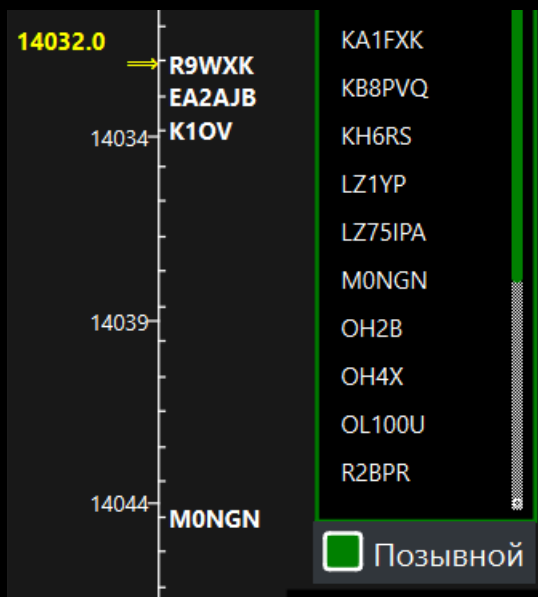 14032.0
R9WXK
EA2AJB
14034 K1OV
14039
14044
M0NGN
KA1FXK
KB8PVQ
KH6RS
LZ1YP
LZ75IPA
M0NGN
OH2B
OH4X
OL100U
R2BPR
Позывной